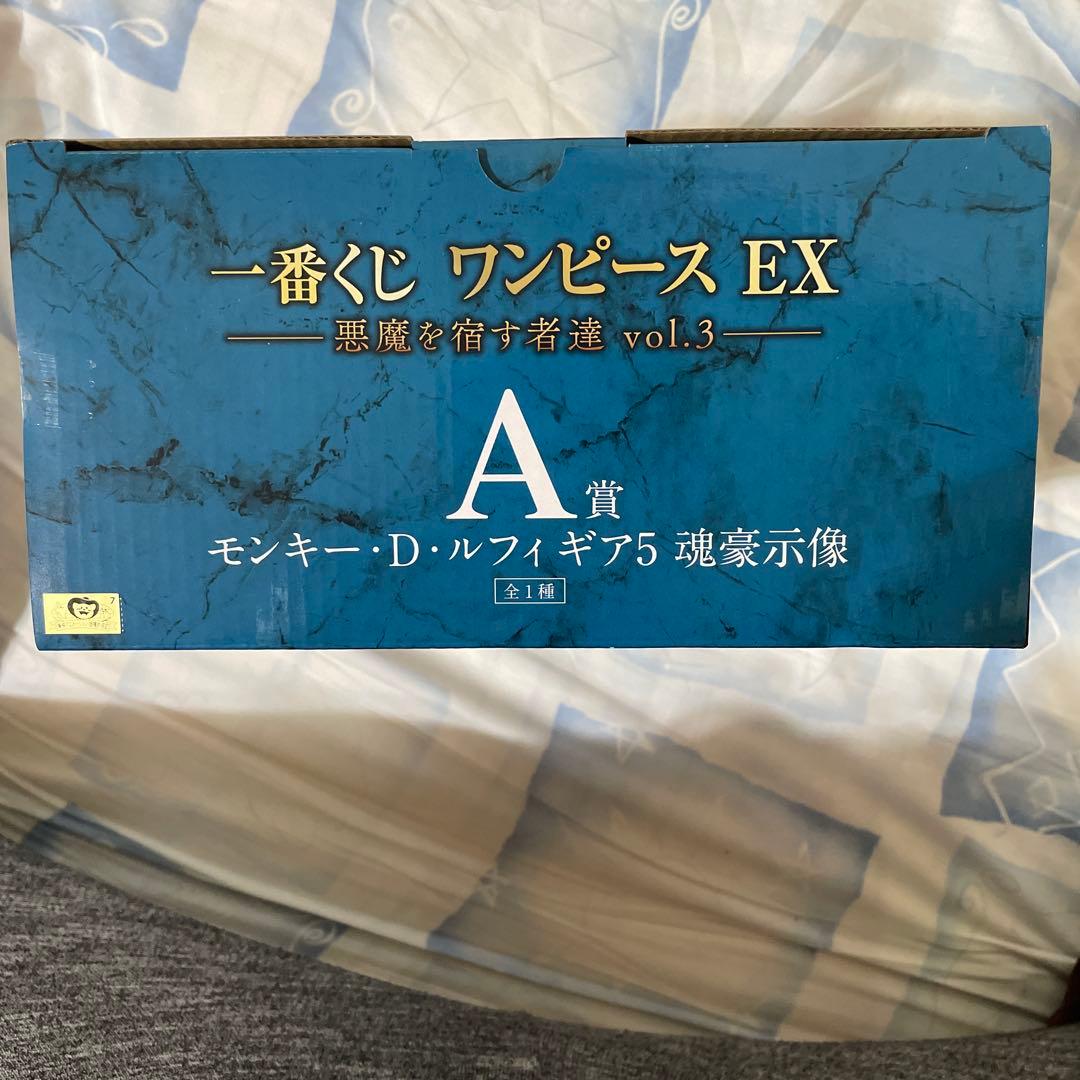 一番くじ ワンピース EX
悪魔を宿す者達 vol.3
A賞
モンキー・D・ルフィ ギア5 魂豪示像
全1種
7